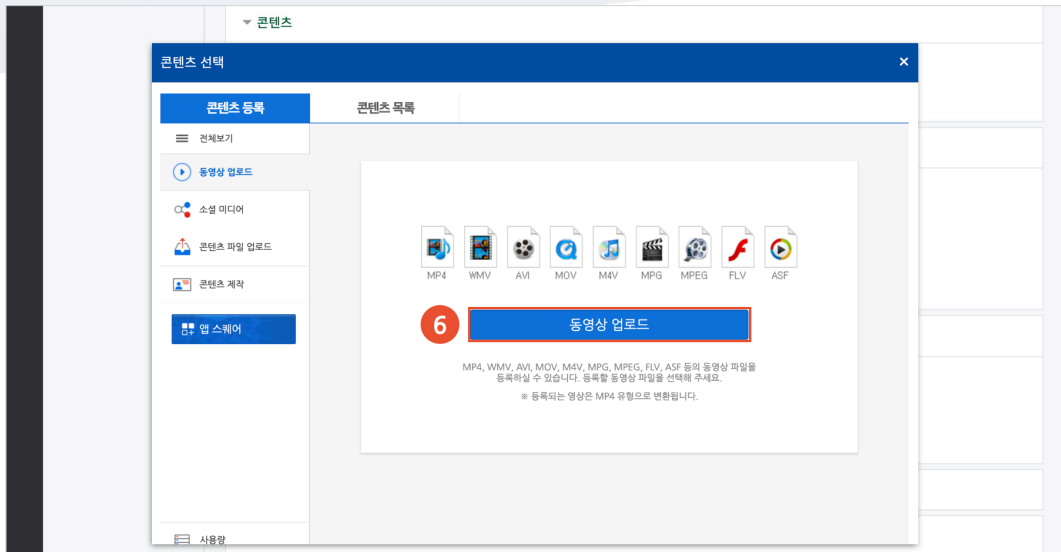 콘텐츠
콘텐츠 선택
콘텐츠 등록
콘텐츠 목록
전체보기
동영상 업로드
소셜 미디어
콘텐츠 파일 업로드
콘텐츠 제작
앱 스퀘어
MP4 WMV AVI MOV M4V MPG MPEG FLV ASF
6
동영상 업로드
MP4, WMV, AVI, MOV, M4V, MPG, MPEG, FLV, ASF 등의 동영상 파일을
등록하실 수 있습니다. 등록할 동영상 파일을 선택해 주세요.
※ 등록되는 영상은 MP4 유형으로 변환됩니다.
사용량